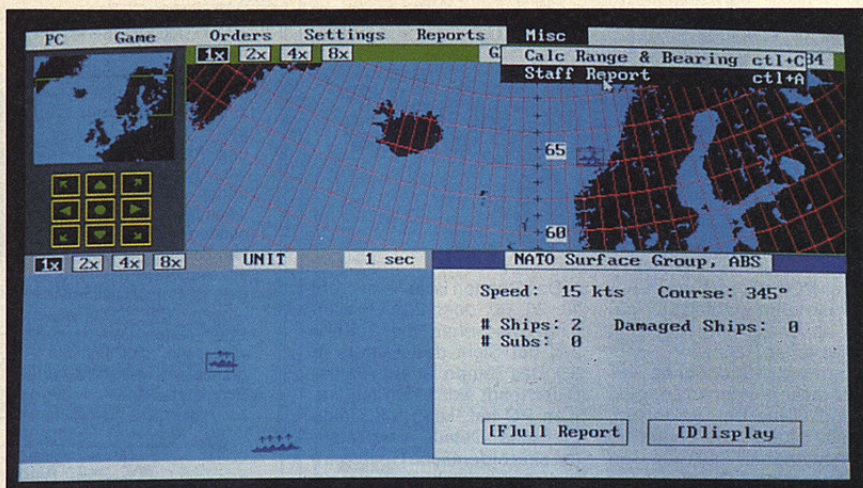 PC Game Orders Settings Reports Misc
1x 2x 4x 8x G 84
Calc Range & Bearing ctl+C
Staff Report ctl+A
65
60
1x 2x 4x 8x UNIT 1 sec NATO Surface Group, ABS
Speed: 15 kts Course: 345°
# Ships: 2 Damaged Ships: 0
# Subs: 0
[F]ull Report [D]isplay